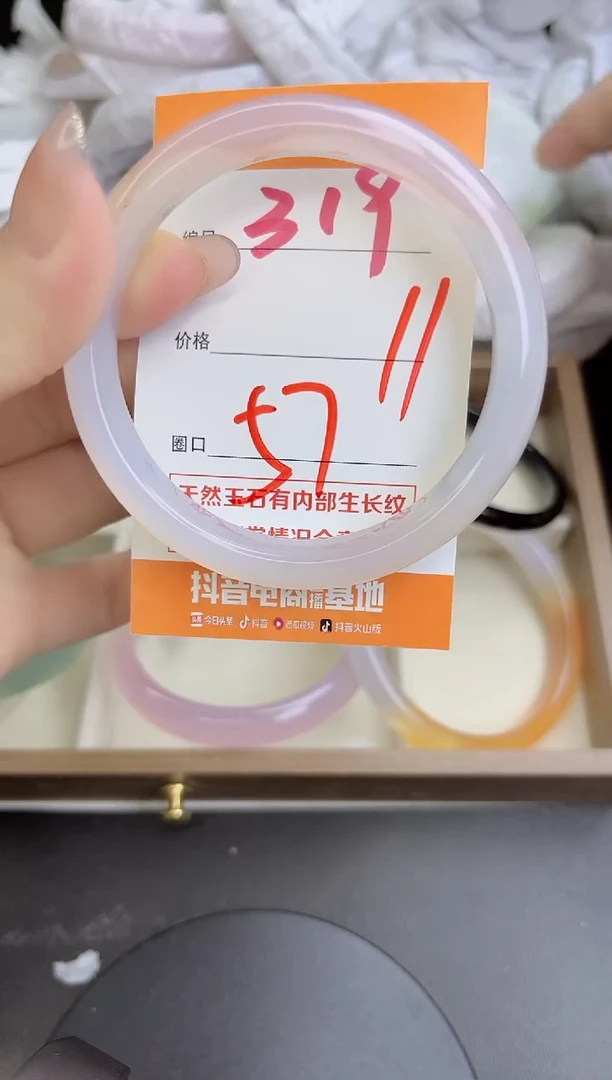 编号 319
价格 11
圈口 57
天然玉石有内部生长纹
抖音电商直播基地
今日头条 抖音 西瓜视频 抖音火山版